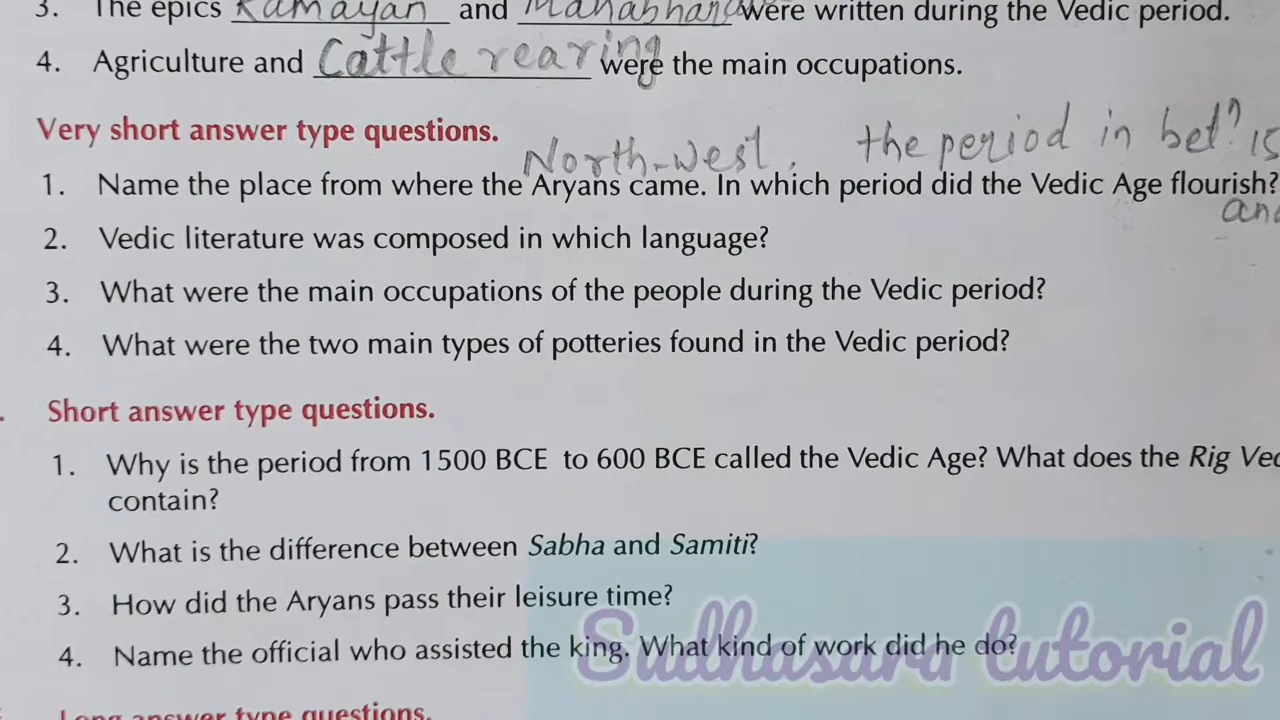 3. The epics Ramayan and Mahabharat were written during the Vedic period.
4. Agriculture and Cattle rearing were the main occupations.
Very short answer type questions.
North-west. the period in bet? is
1. Name the place from where the Aryans came. In which period did the Vedic Age flourish?
an
2. Vedic literature was composed in which language?
3. What were the main occupations of the people during the Vedic period?
4. What were the two main types of potteries found in the Vedic period?
Short answer type questions.
1. Why is the period from 1500 BCE to 600 BCE called the Vedic Age? What does the Rig Ved
contain?
2. What is the difference between Sabha and Samiti?
3. How did the Aryans pass their leisure time?
4. Name the official who assisted the king. What kind of work did he do?
Sudhasara tutorial
Long answer type questions.